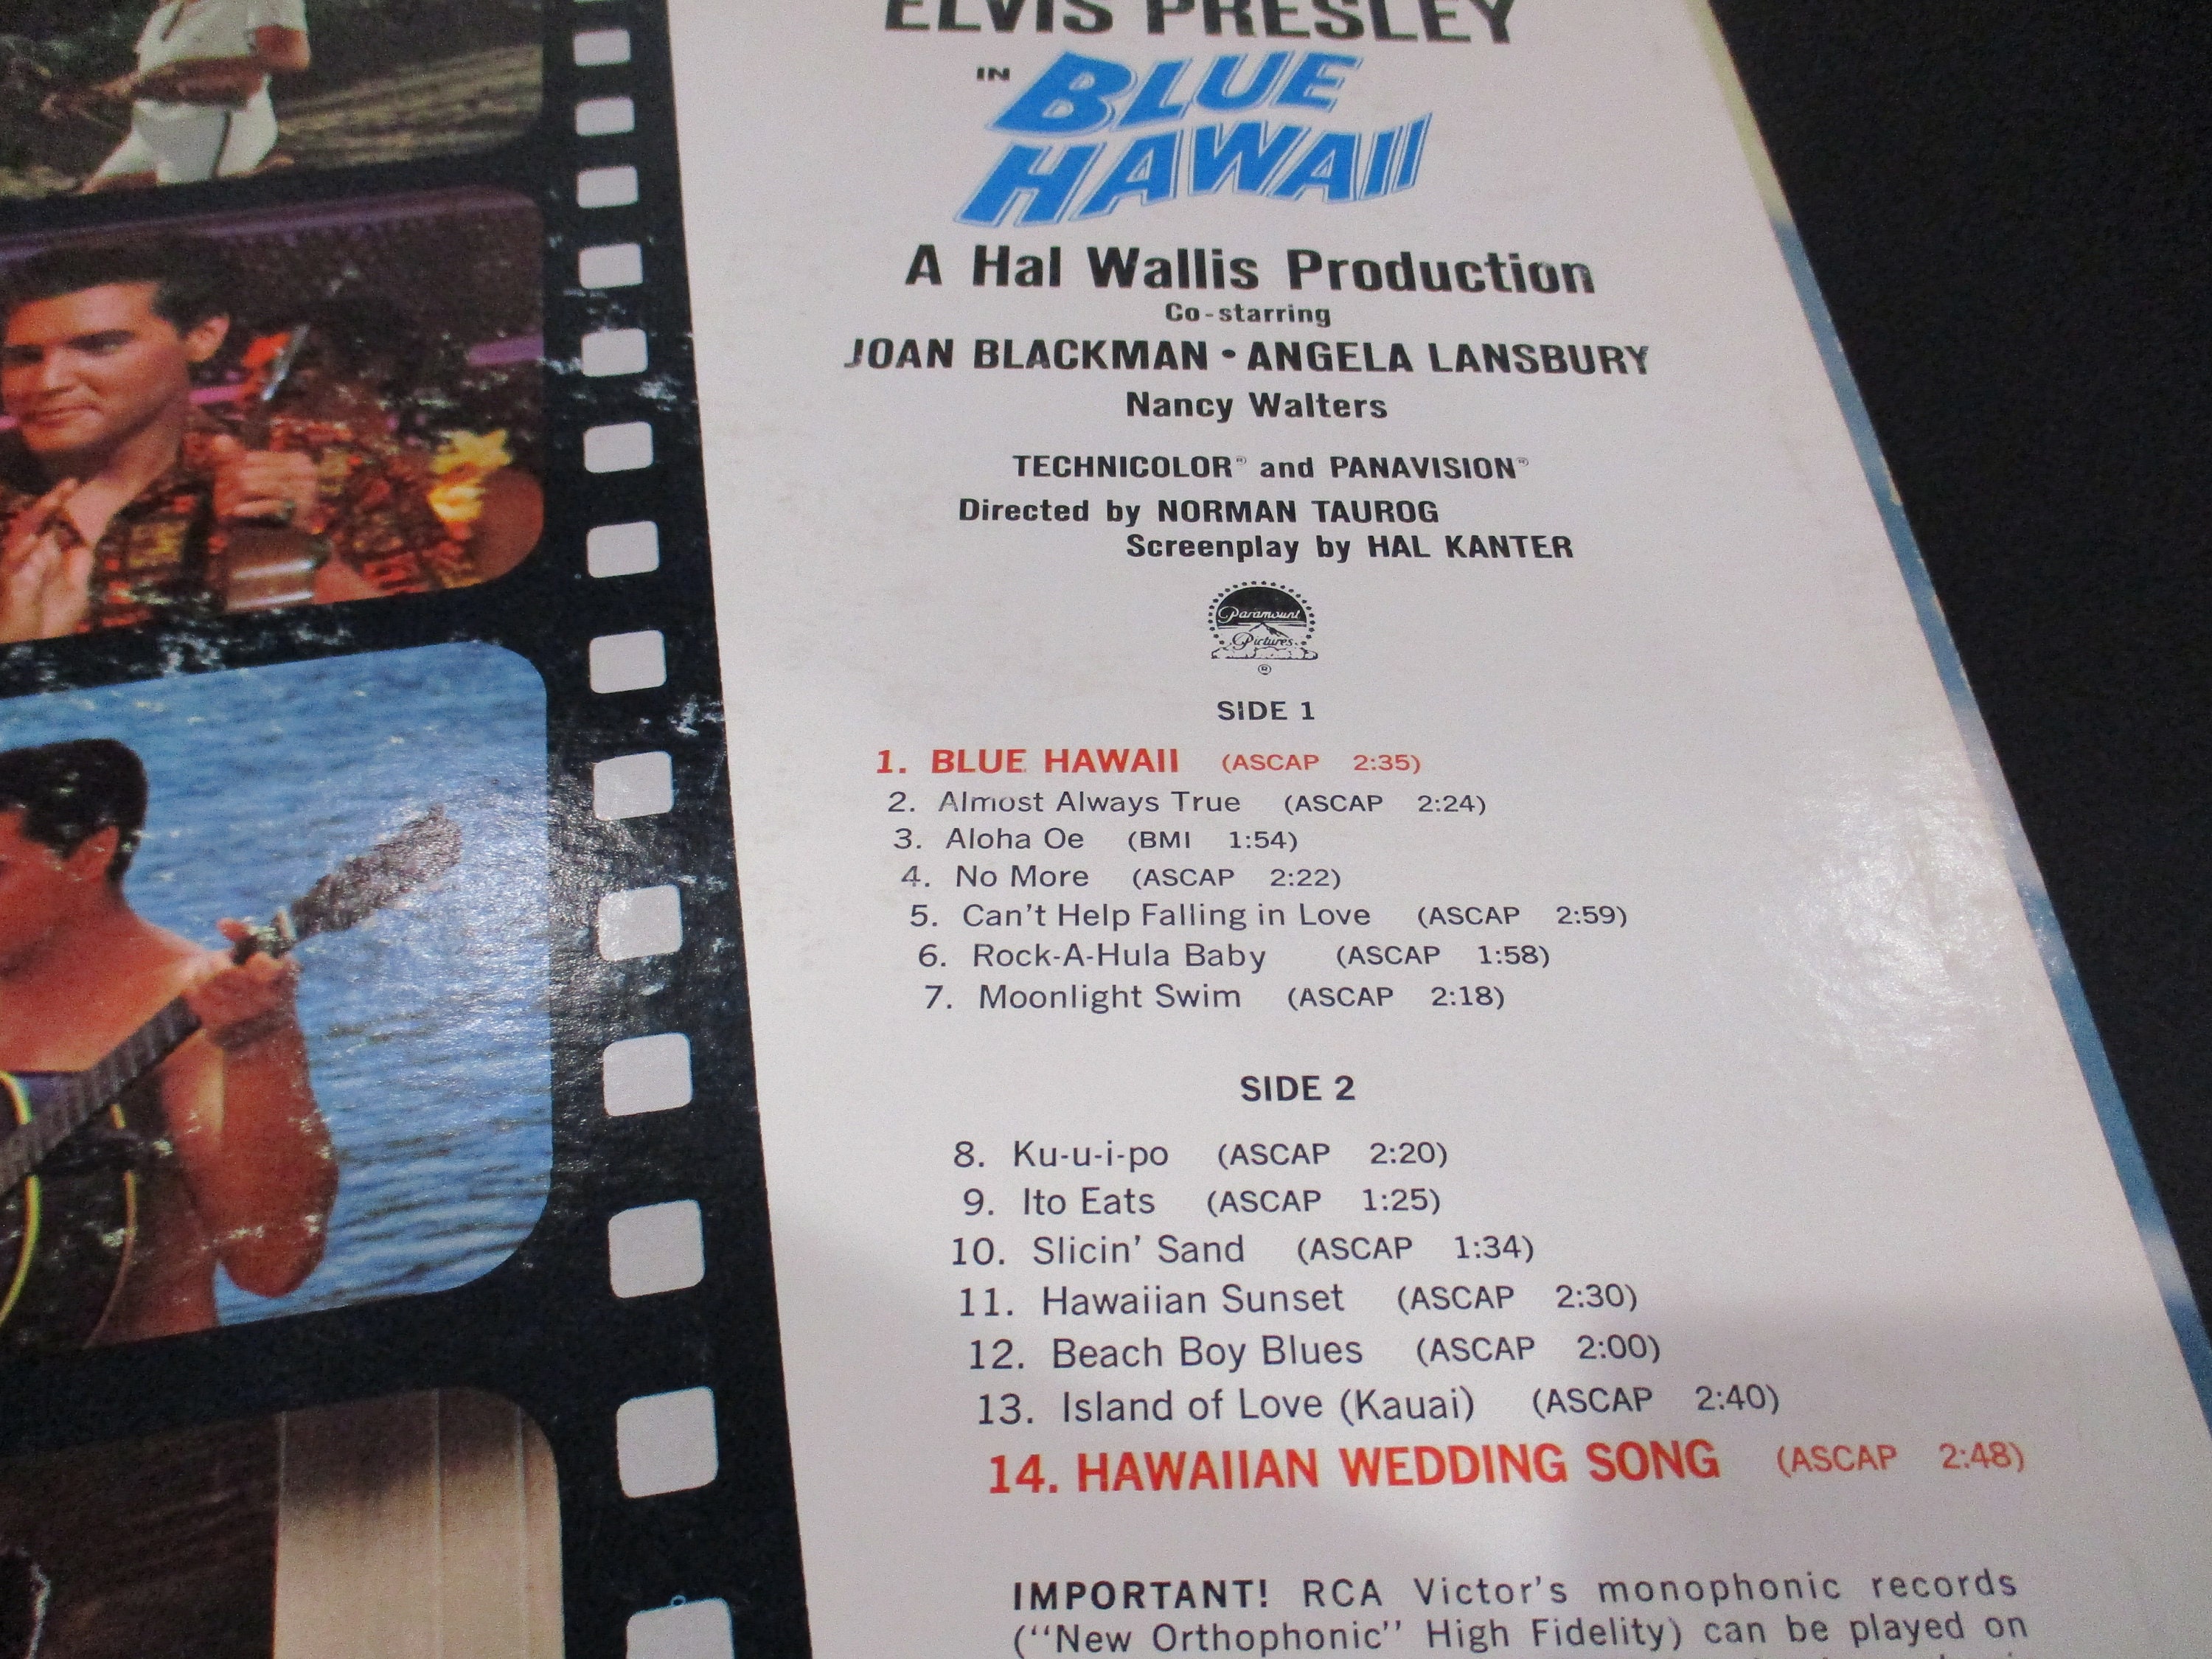 ELVIS PRESLEY
IN BLUE
HAWAII
A Hal Wallis Production
Co-starring
JOAN BLACKMAN • ANGELA LANSBURY
Nancy Walters
TECHNICOLOR® and PANAVISION®
Directed by NORMAN TAUROG
Screenplay by HAL KANTER
Paramount
Pictures
®
SIDE 1
1. BLUE HAWAII (ASCAP 2:35)
2. Almost Always True (ASCAP 2:24)
3. Aloha Oe (BMI 1:54)
4. No More (ASCAP 2:22)
5. Can't Help Falling in Love (ASCAP 2:59)
6. Rock-A-Hula Baby (ASCAP 1:58)
7. Moonlight Swim (ASCAP 2:18)
SIDE 2
8. Ku-u-i-po (ASCAP 2:20)
9. Ito Eats (ASCAP 1:25)
10. Slicin' Sand (ASCAP 1:34)
11. Hawaiian Sunset (ASCAP 2:30)
12. Beach Boy Blues (ASCAP 2:00)
13. Island of Love (Kauai) (ASCAP 2:40)
14. HAWAIIAN WEDDING SONG (ASCAP 2:48)
IMPORTANT! RCA Victor's monophonic records
("New Orthophonic" High Fidelity) can be played on